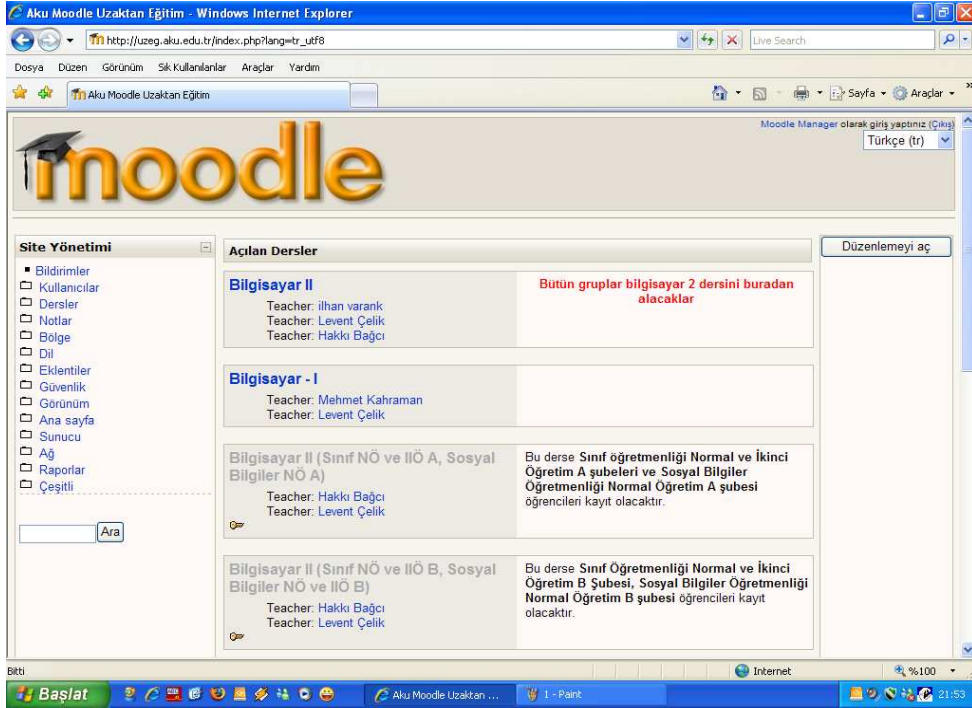 Aku Moodle Uzaktan Eğitim - Windows Internet Explorer
http://uzeg.aku.edu.tr/index.php?lang=tr_utf8
Live Search
Dosya Düzen Görünüm Sık Kullanılanlar Araçlar Yardım
Aku Moodle Uzaktan Eğitim
Sayfa Araçlar
moodle
Moodle Manager olarak giriş yaptınız (Çıkış)
Türkçe (tr)
Site Yönetimi
Bildirimler
Kullanıcılar
Dersler
Notlar
Bölge
Dil
Eklentiler
Güvenlik
Görünüm
Ana sayfa
Sunucu
Ağ
Raporlar
Çeşitli
Ara
Açılan Dersler
Bilgisayar II
Teacher: ilhan varank
Teacher: Levent Çelik
Teacher: Hakkı Bağcı
Bütün gruplar bilgisayar 2 dersini buradan
alacaklar
Bilgisayar - I
Teacher: Mehmet Kahraman
Teacher: Levent Çelik
Bilgisayar II (Sınıf NÖ ve IIÖ A, Sosyal
Bilgiler NÖ A)
Teacher: Hakkı Bağcı
Teacher: Levent Çelik
Bu derse Sınıf öğretmenliği Normal ve İkinci
Öğretim A şubeleri ve Sosyal Bilgiler
Öğretmenliği Normal Öğretim A şubesi
öğrencileri kayıt olacaktır.
Bilgisayar II (Sınıf NÖ ve IIÖ B, Sosyal
Bilgiler NÖ ve IIÖ B)
Teacher: Hakkı Bağcı
Teacher: Levent Çelik
Bu derse Sınıf Öğretmenliği Normal ve İkinci
Öğretim B Şubesi, Sosyal Bilgiler Öğretmenliği
Normal Öğretim B şubesi öğrencileri kayıt
olacaktır.
Düzenlemeyi aç
Bitti
Internet
%100
Başlat
Aku Moodle Uzaktan ...
1 - Paint
21:53